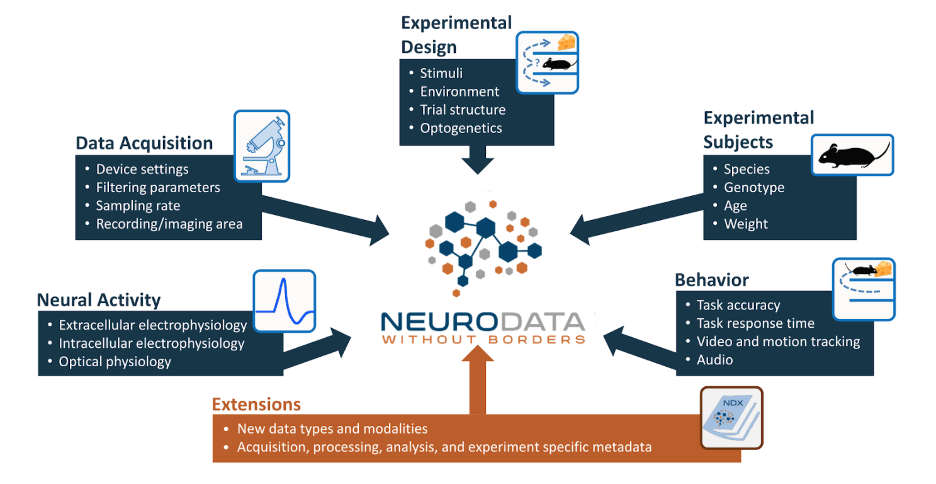 Experimental
Design
• Stimuli
• Environment
• Trial structure
• Optogenetics
?
Data Acquisition
• Device settings
• Filtering parameters
• Sampling rate
• Recording/imaging area
Experimental
Subjects
• Species
• Genotype
• Age
• Weight
Neural Activity
• Extracellular electrophysiology
• Intracellular electrophysiology
• Optical physiology
NEURODATA
WITHOUT BORDERS
Behavior
• Task accuracy
• Task response time
• Video and motion tracking
• Audio
Extensions
• New data types and modalities
• Acquisition, processing, analysis, and experiment specific metadata
NDX